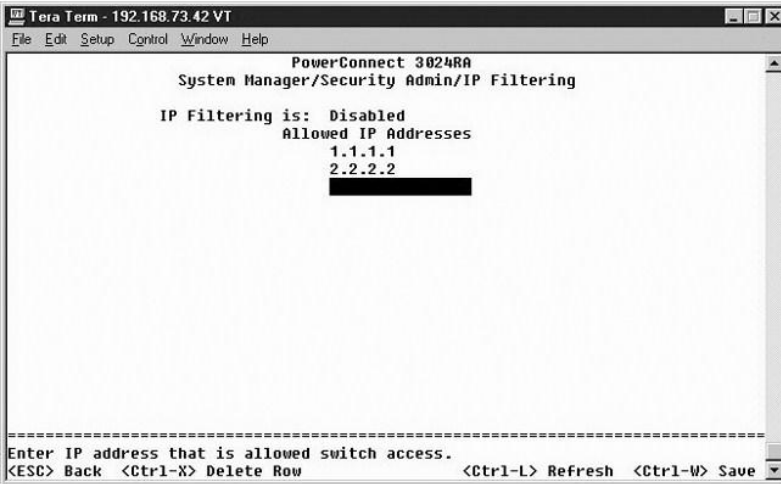 Tera Term - 192.168.73.42 VT
File Edit Setup Control Window Help
PowerConnect 3024RA
System Manager/Security Admin/IP Filtering
IP Filtering is: Disabled
Allowed IP Addresses
1.1.1.1
2.2.2.2
================================================================================
Enter IP address that is allowed switch access.
<ESC> Back <Ctrl-X> Delete Row <Ctrl-L> Refresh <Ctrl-W> Save